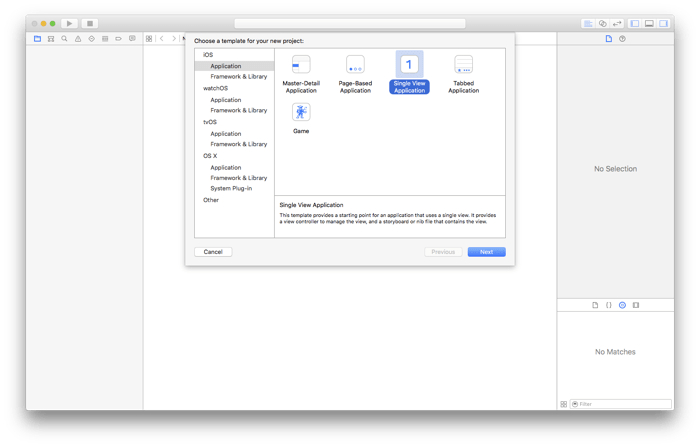 Choose a template for your new project:
iOS
Application
Framework & Library
watchOS
Application
Framework & Library
tvOS
Application
Framework & Library
OS X
Application
Framework & Library
System Plug-in
Other
Master-Detail
Application
Page-Based
Application
1
Single View
Application
Tabbed
Application
Game
Single View Application
This template provides a starting point for an application that uses a single view. It provides
a view controller to manage the view, and a storyboard or nib file that contains the view.
Cancel
Previous
Next
No Selection
No Matches
Filter